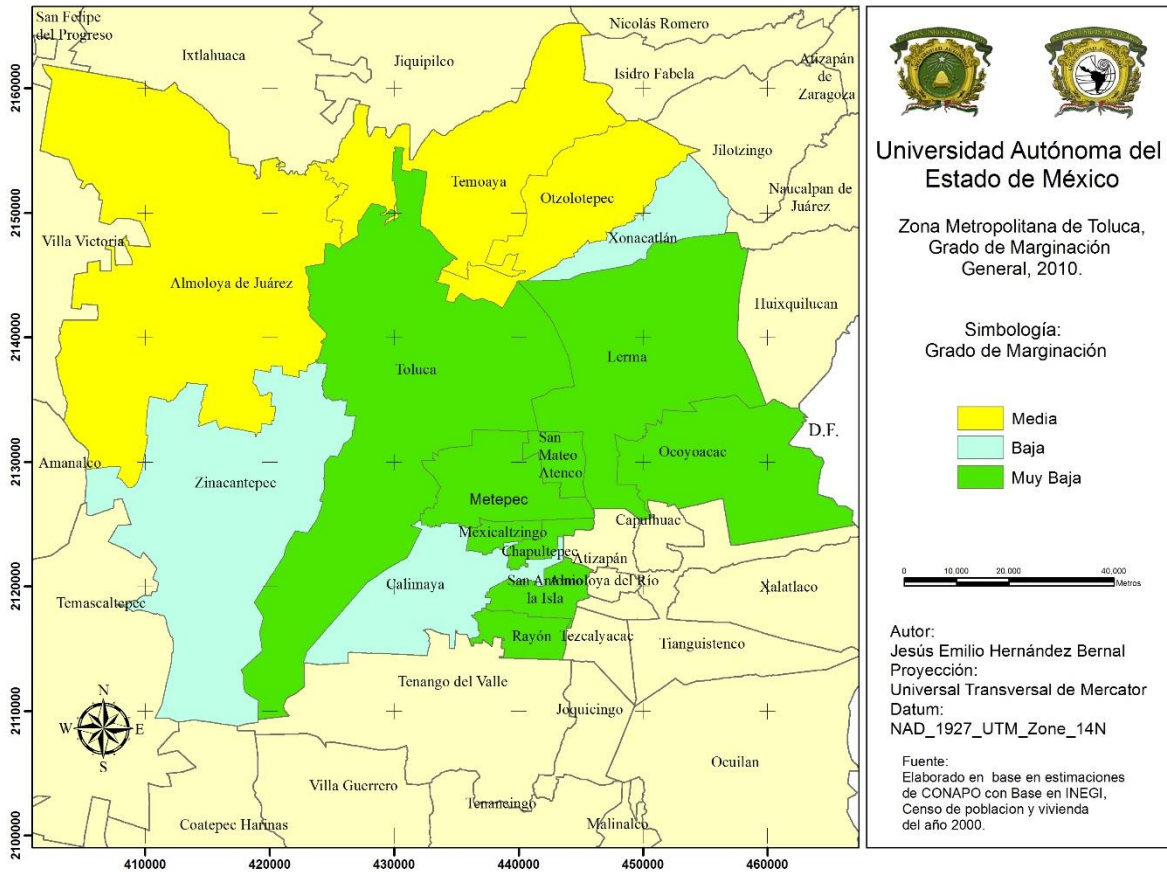 San Felipe
del Progreso
Ixtlahuaca
Jiquipilco
Nicolás Romero
Isidro Fabela
Atizapán
de
Zaragoza
Jilotzingo
Naucalpan de
Juárez
Temoaya
Otzolotepec
Xonacatlán
Villa Victoria
Almoloya de Juárez
Huixquilucan
Toluca
Lerma
D.F.
Amanalco
Zinacantepec
San
Mateo
Atenco
Ocoyoacac
Metepec
Mexicaltzingo
Capulhuac
Chapultepec
Atizapán
Calimaya
San Antonio
la Isla
Almoloya del Río
Xalatlaco
Temascaltepec
Rayón
Texcalyacac
Tianguistenco
Tenango del Valle
Joquicingo
Ocuilan
Villa Guerrero
Tenancingo
Coatepec Harinas
Malinalco
N
W
E
S
2160000
2150000
2140000
2130000
2120000
2110000
2100000
410000
420000
430000
440000
450000
460000
Universidad Autónoma del
Estado de México
Zona Metropolitana de Toluca,
Grado de Marginación
General, 2010.
Simbología:
Grado de Marginación
Media
Baja
Muy Baja
0 10,000 20,000 40,000
Metros
Autor:
Jesús Emilio Hernández Bernal
Proyección:
Universal Transversal de Mercator
Datum:
NAD_1927_UTM_Zone_14N
Fuente:
Elaborado en base en estimaciones
de CONAPO con Base en INEGI,
Censo de poblacion y vivienda
del año 2000.